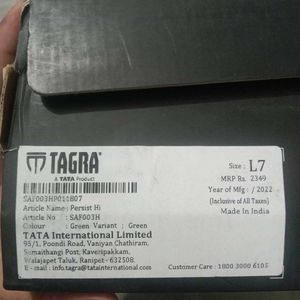 TAGRA
A TATA Product
Size : L7
MRP Rs. 2349
SAF003HP011807
Year of Mfg : /2022
Article Name : Persist Hi
(Inclusive of All Taxes)
Article No : SAF003H
Made In India
Colour : Green Variant ; Green
TATA International Limited
95/1, Poondi Road, Vaniyan Chathiram,
Sumaithangi Post, Kaveripakkam,
Walajapet Taluk, Ranipet - 632508.
E-mail : info.tagra@tatainternational.com
Customer Care : 1800 3000 6105